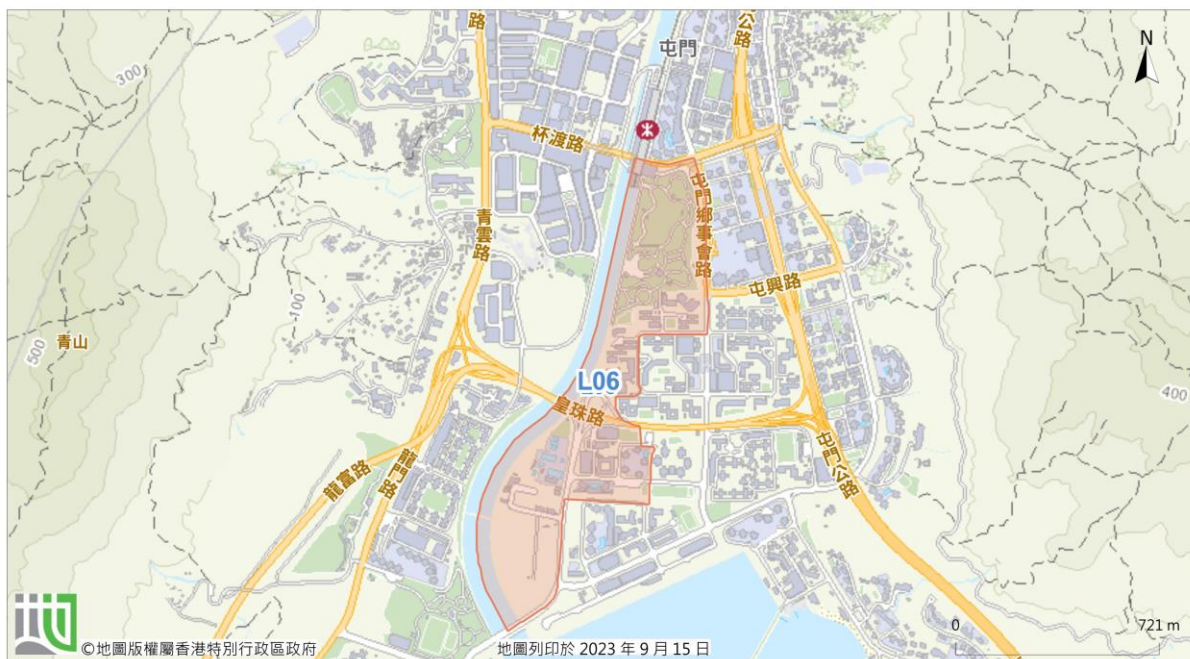 路
公路
屯門
N
300
杯渡路
屯門鄉事會路
青雲路
屯興路
100
500
青山
L06
皇珠路
400
龍富路
龍門路
屯門公路
0
721 m
©地圖版權屬香港特別行政區政府
地圖列印於 2023 年 9 月 15 日